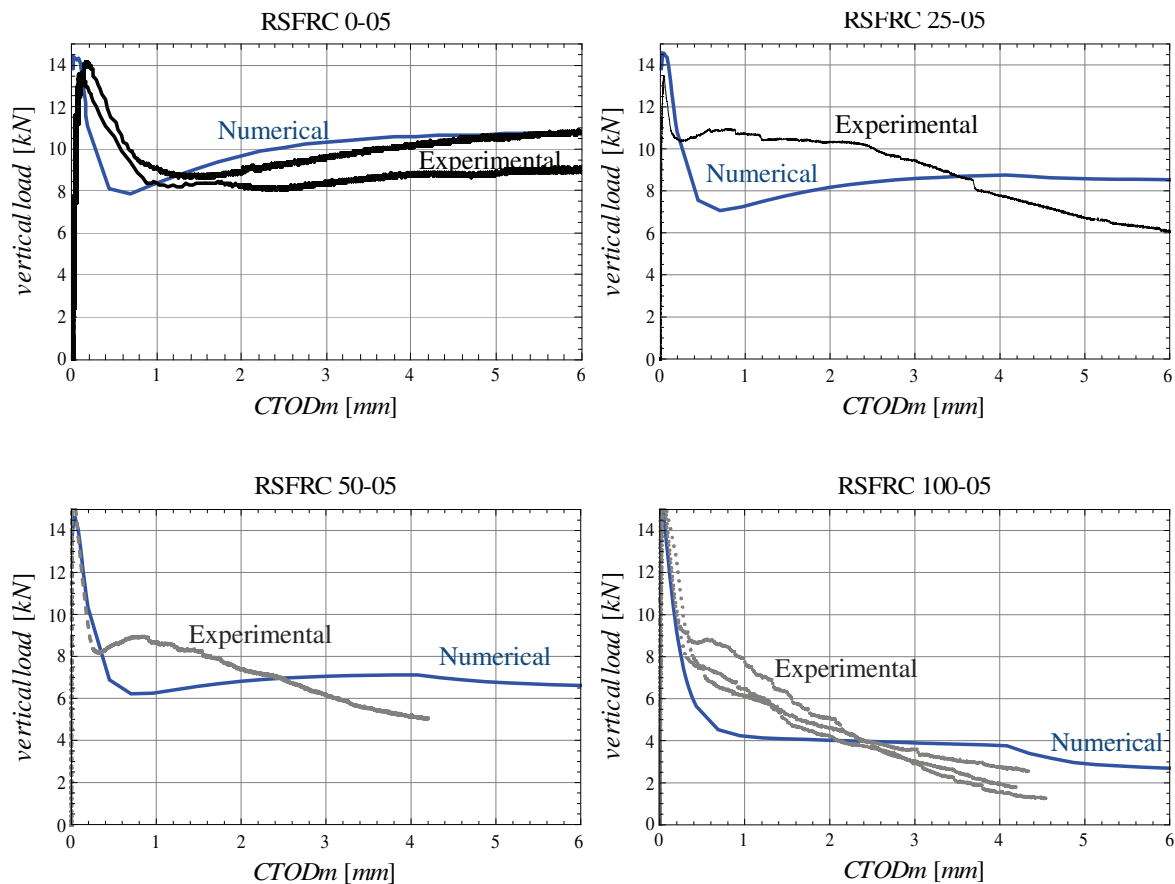 RSFRC 0-05
vertical load [kN]
14
12
10
8
6
4
2
0
Numerical
Experimental
0 1 2 3 4 5 6
CTODm [mm]
RSFRC 25-05
vertical load [kN]
14
12
10
8
6
4
2
0
Experimental
Numerical
0 1 2 3 4 5 6
CTODm [mm]
RSFRC 50-05
vertical load [kN]
14
12
10
8
6
4
2
0
Experimental
Numerical
0 1 2 3 4 5 6
CTODm [mm]
RSFRC 100-05
vertical load [kN]
14
12
10
8
6
4
2
0
Experimental
Numerical
0 1 2 3 4 5 6
CTODm [mm]